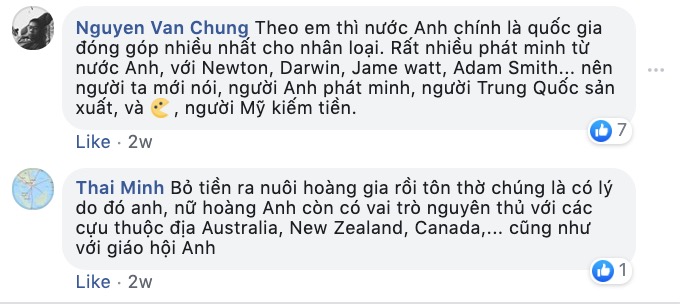 Nguyen Van Chung Theo em thì nước Anh chính là quốc gia
đóng góp nhiều nhất cho nhân loại. Rất nhiều phát minh từ
nước Anh, với Newton, Darwin, Jame watt, Adam Smith... nên
người ta mới nói, người Anh phát minh, người Trung Quốc sản
xuất, và , người Mỹ kiếm tiền.
7
Like · 2w
Thai Minh Bỏ tiền ra nuôi hoàng gia rồi tôn thờ chúng là có lý
do đó anh, nữ hoàng Anh còn có vai trò nguyên thủ với các
cựu thuộc địa Australia, New Zealand, Canada,... cũng như
với giáo hội Anh
1
Like · 2w